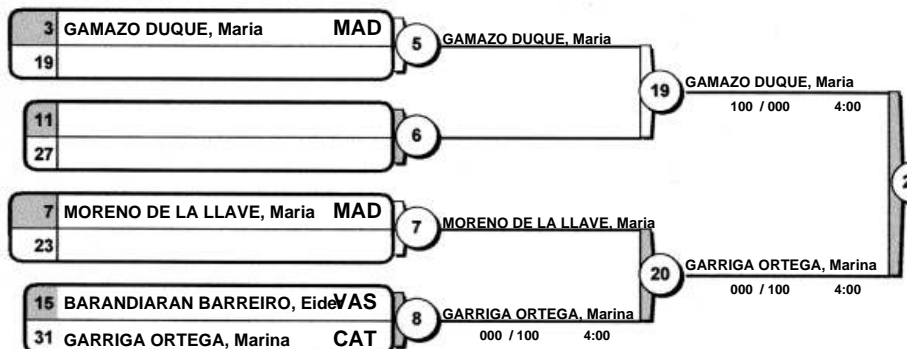 3 GAMAZO DUQUE, Maria MAD
19
5
GAMAZO DUQUE, Maria
19
GAMAZO DUQUE, Maria
100 / 000 4:00
11
27
6
2
7 MORENO DE LA LLAVE, Maria MAD
23
7
MORENO DE LA LLAVE, Maria
20
GARRIGA ORTEGA, Marina
000 / 100 4:00
15 BARANDIARAN BARREIRO, Eider VAS
31 GARRIGA ORTEGA, Marina CAT
8
GARRIGA ORTEGA, Marina
000 / 100 4:00